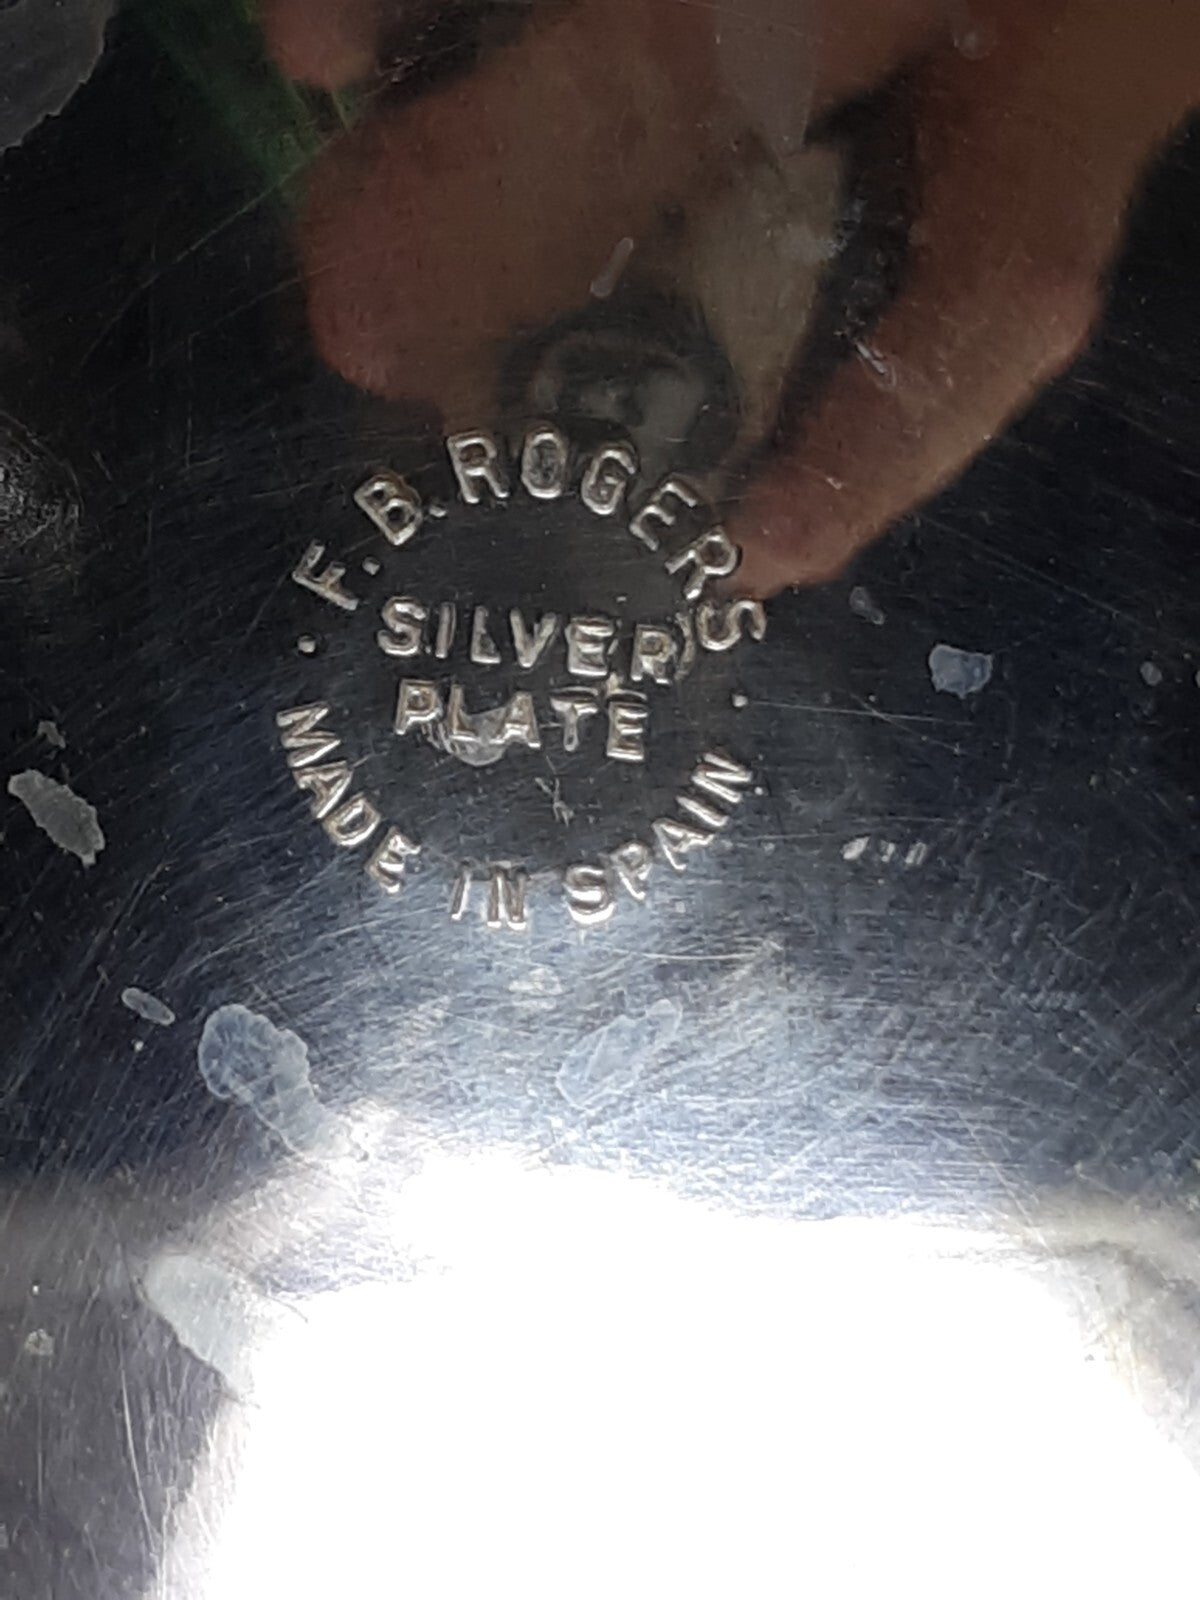 F. B. ROGERS
SILVER
PLATE
MADE IN SPAIN